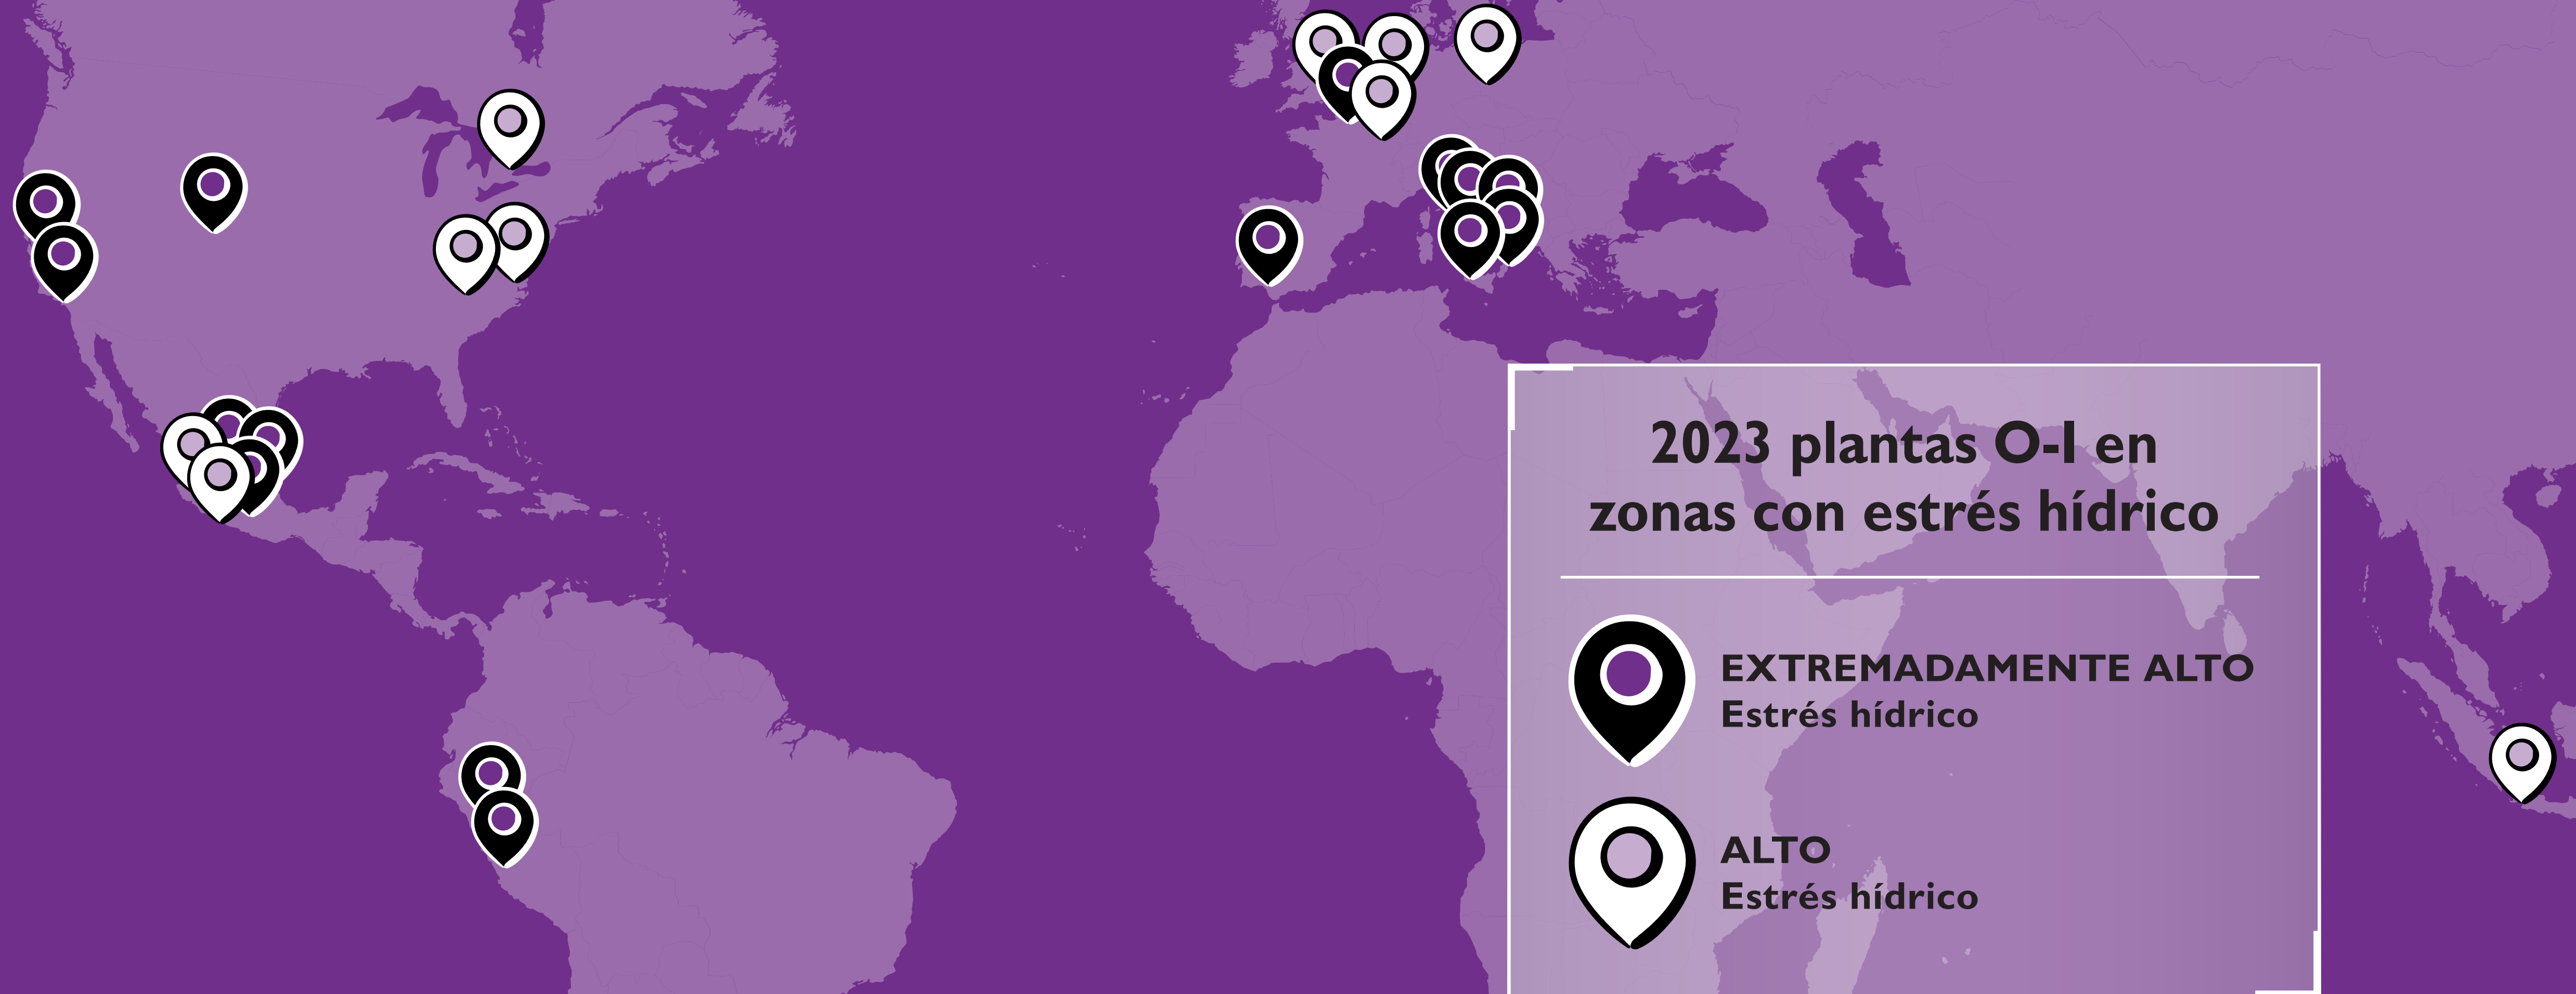 2023 plantas O-I en
zonas con estrés hídrico
EXTREMADAMENTE ALTO
Estrés hídrico
ALTO
Estrés hídrico